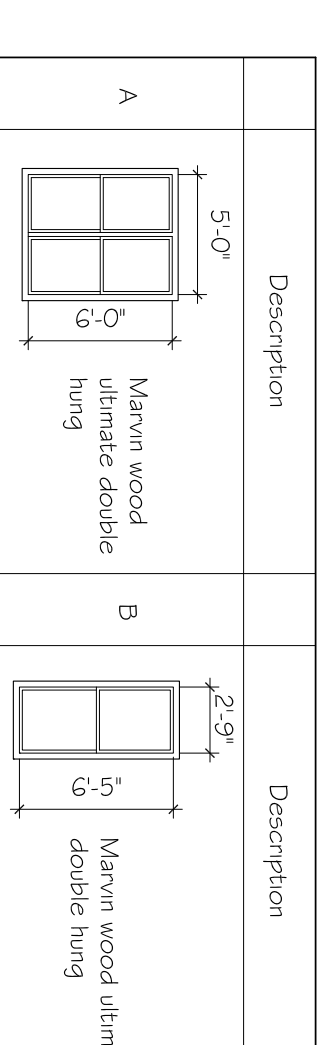 Description
A
5'-0"
6'-0"
Marvin wood
ultimate double
hung
Description
B
2'-9"
6'-5"
Marvin wood ultim
double hung